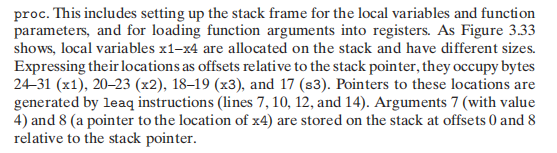 proc. This includes setting up the stack frame for the local variables and function
parameters, and for loading function arguments into registers. As Figure 3.33
shows, local variables x1–x4 are allocated on the stack and have different sizes.
Expressing their locations as offsets relative to the stack pointer, they occupy bytes
24–31 (x1), 20–23 (x2), 18–19 (x3), and 17 (s3). Pointers to these locations are
generated by leaq instructions (lines 7, 10, 12, and 14). Arguments 7 (with value
4) and 8 (a pointer to the location of x4) are stored on the stack at offsets 0 and 8
relative to the stack pointer.